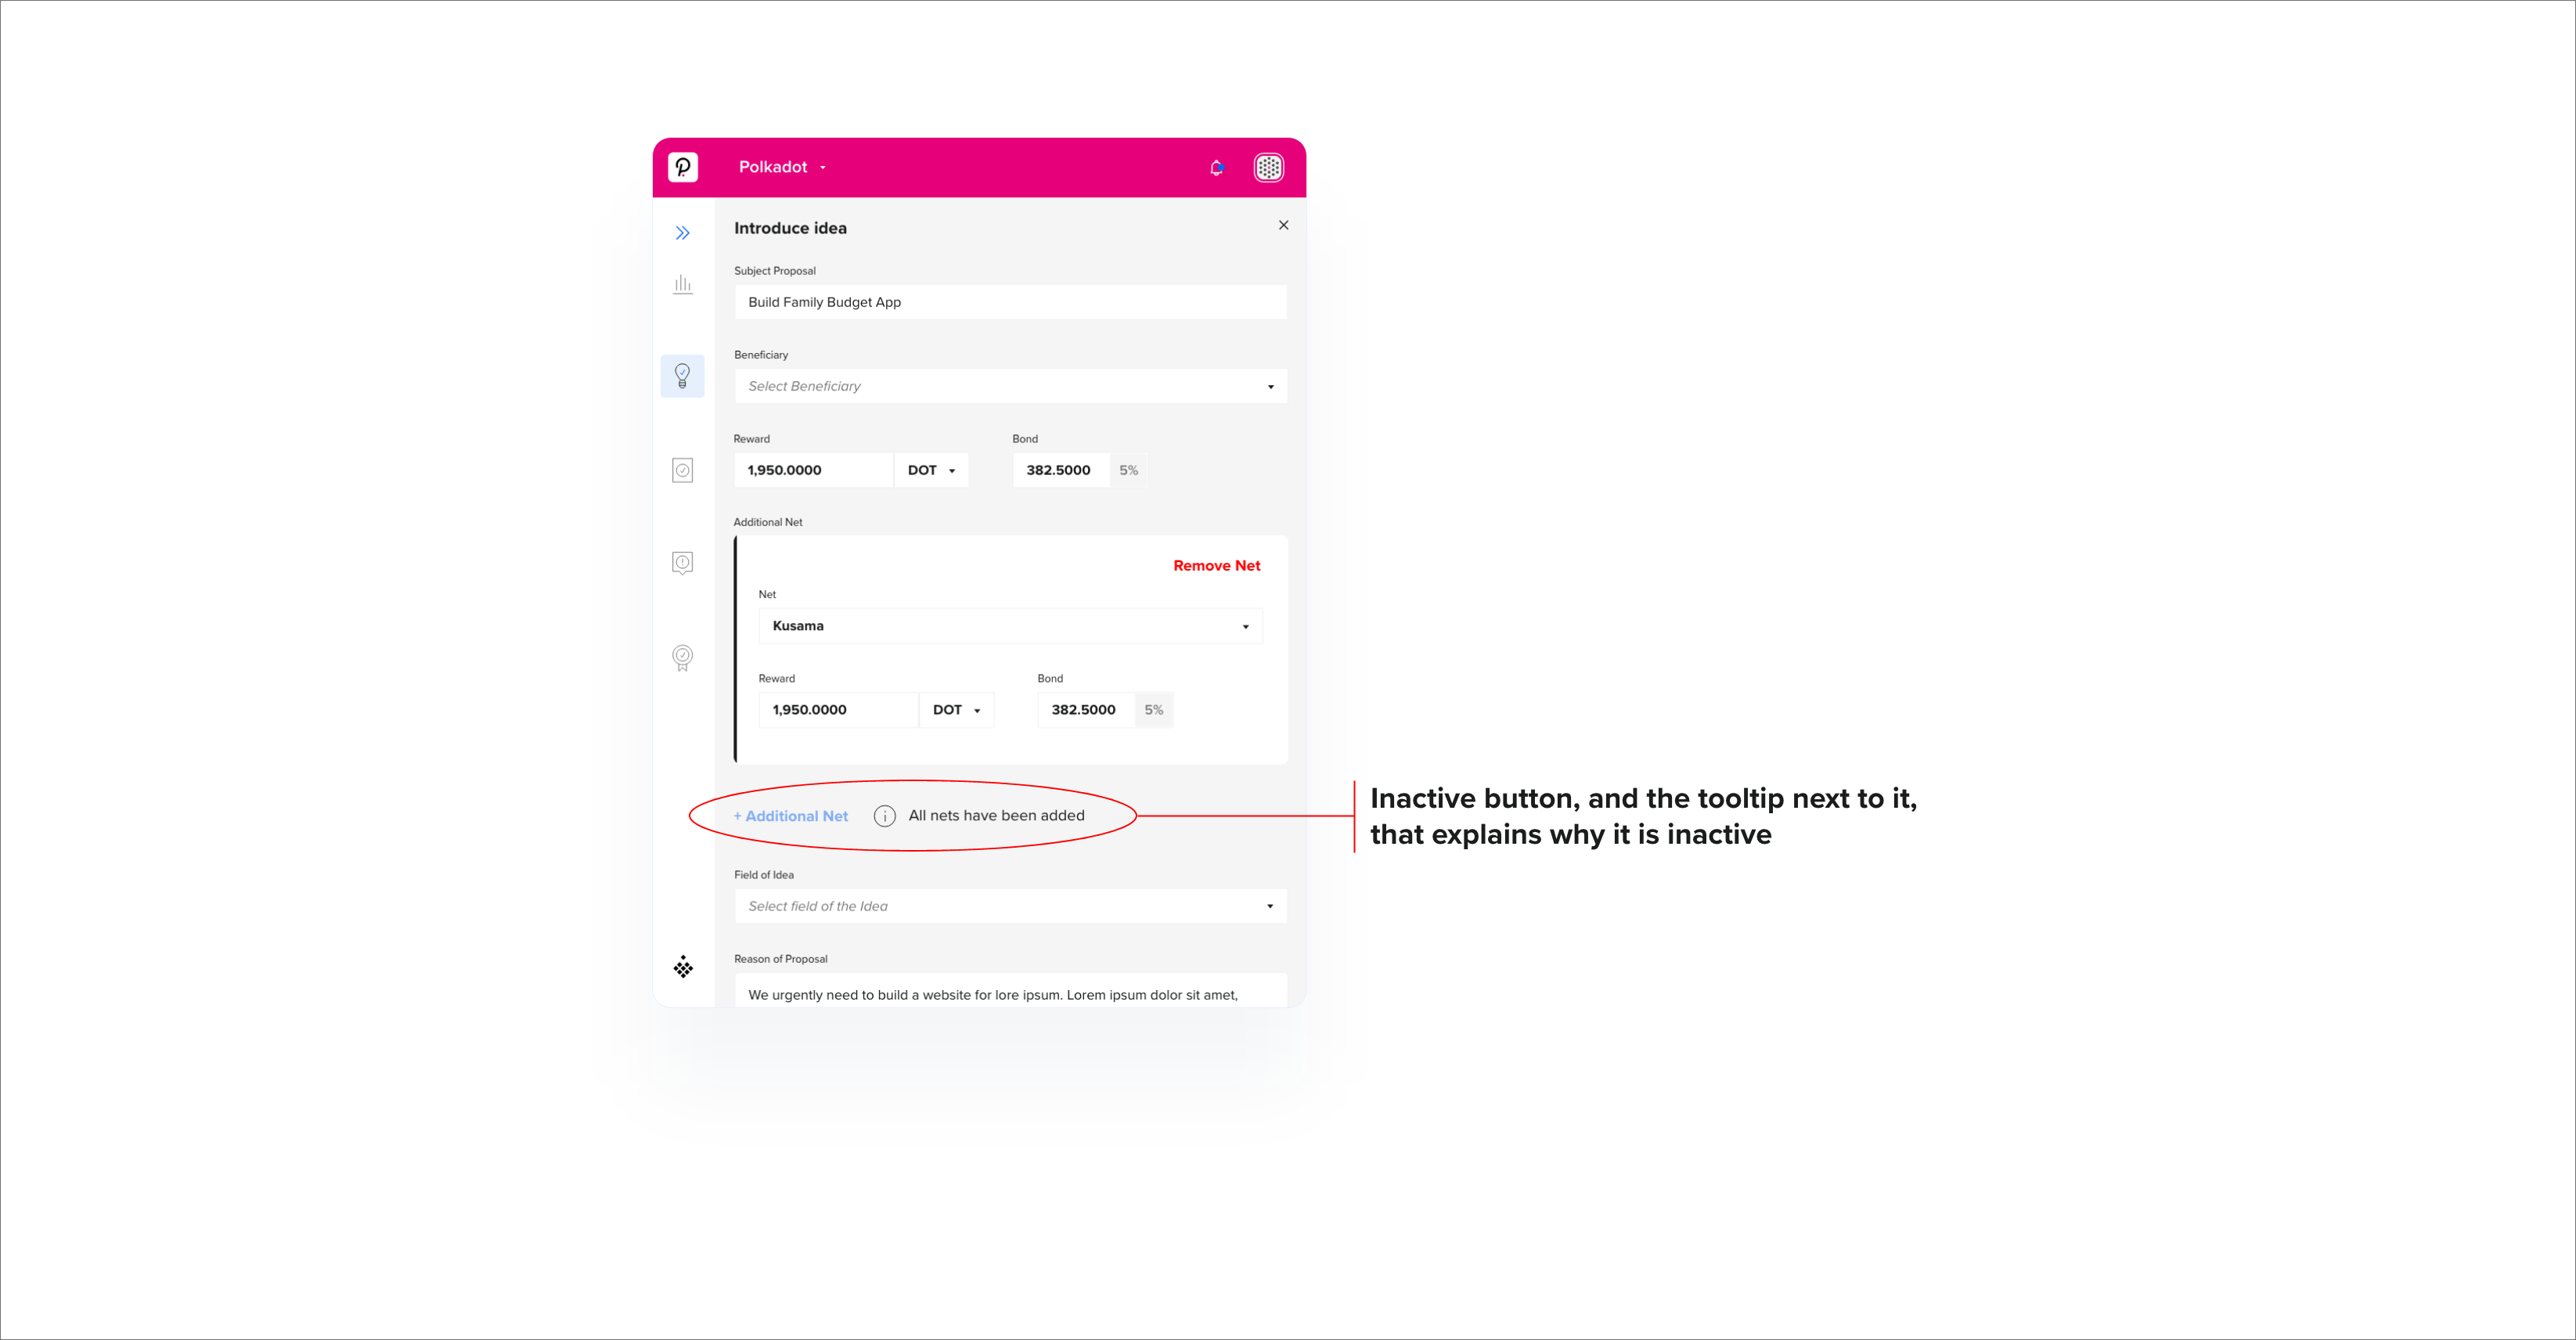 Polkadot
Introduce idea
Subject Proposal
Build Family Budget App
Beneficiary
Select Beneficiary
Reward Bond
1,950.0000 DOT 382.5000 5%
Additional Net
Remove Net
Net
Kusama
Reward Bond
1,950.0000 DOT 382.5000 5%
+ Additional Net All nets have been added
Inactive button, and the tooltip next to it,
that explains why it is inactive
Field of Idea
Select field of the Idea
Reason of Proposal
We urgently need to build a website for lore ipsum. Lorem ipsum dolor sit amet,